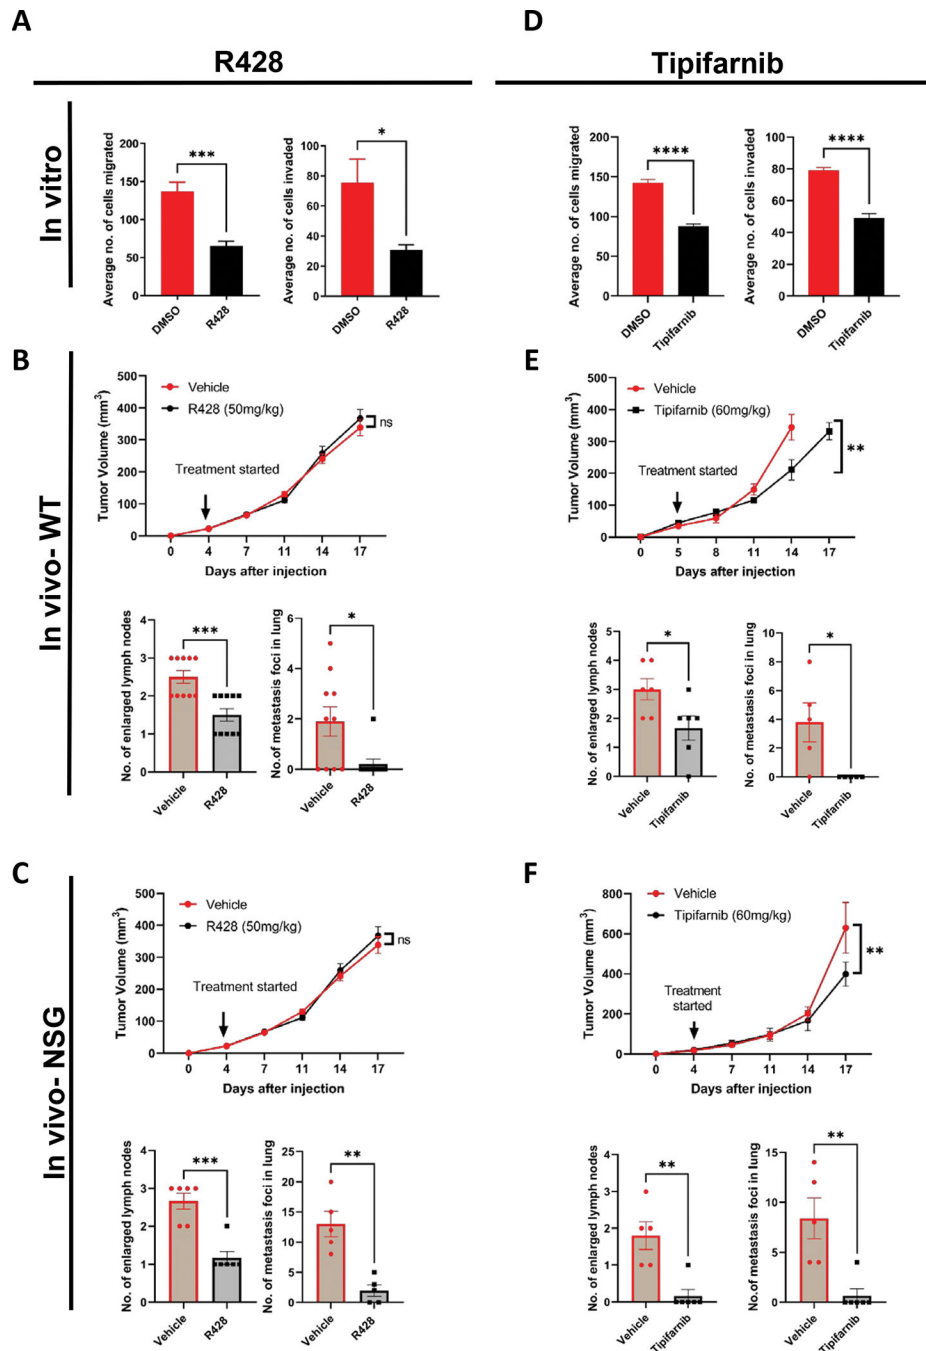 A
D
R428
Tipifarnib
In vitro
Average no. of cells migrated
200
150
100
50
0
***
DMSO
R428
Average no. of cells invaded
100
80
60
40
20
0
*
DMSO
R428
Average no. of cells migrated
200
150
100
50
0
****
DMSO
Tipifarnib
Average no. of cells invaded
100
80
60
40
20
0
****
DMSO
Tipifarnib
In vivo- WT
B
Tumor Volume (mm³)
500
400
300
200
100
0
Vehicle
R428 (50mg/kg)
ns
Treatment started
0 4 7 11 14 17
Days after injection
No. of enlarged lymph nodes
4
3
2
1
0
***
Vehicle
R428
No.of metastasis foci in lung
6
4
2
0
*
Vehicle
R428
E
Tumor Volume (mm³)
500
400
300
200
100
0
Vehicle
Tipifarnib (60mg/kg)
**
Treatment started
0 5 8 11 14 17
Days after injection
No. of enlarged lymph nodes
5
4
3
2
1
0
*
Vehicle
Tipifarnib
No.of metastasis foci in lung
10
8
6
4
2
0
*
Vehicle
Tipifarnib
In vivo- NSG
C
Tumor Volume (mm³)
500
400
300
200
100
0
Vehicle
R428 (50mg/kg)
ns
Treatment started
0 4 7 11 14 17
Days after injection
No. of enlarged lymph nodes
4
3
2
1
0
***
Vehicle
R428
No. of metastasis foci in lung
25
20
15
10
5
0
**
Vehicle
R428
F
Tumor Volume (mm³)
800
600
400
200
0
Vehicle
Tipifarnib (60mg/kg)
**
Treatment
started
0 4 7 11 14 17
Days after injection
No. of enlarged lymph nodes
4
3
2
1
0
**
Vehicle
Tipifarnib
No. of metastasis foci in lung
15
10
5
0
**
Vehicle
Tipifarnib